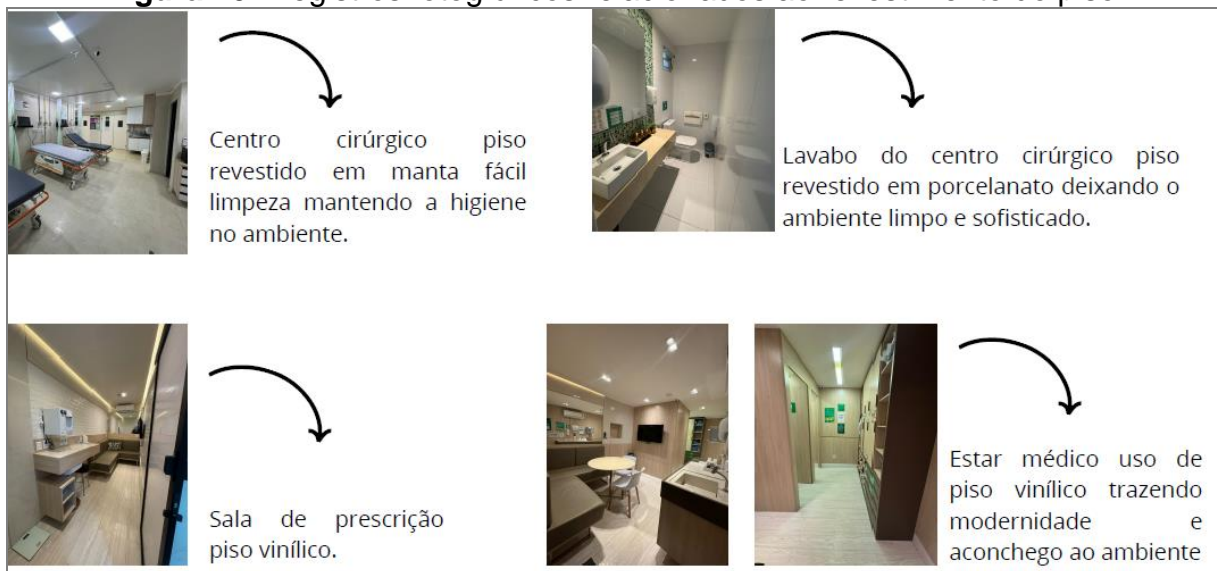 Centro cirúrgico piso
revestido em manta fácil
limpeza mantendo a higiene
no ambiente.
Lavabo do centro cirúrgico piso
revestido em porcelanato deixando o
ambiente limpo e sofisticado.
Sala de prescrição
piso vinílico.
Estar médico uso de
piso vinílico trazendo
modernidade e
aconchego ao ambiente